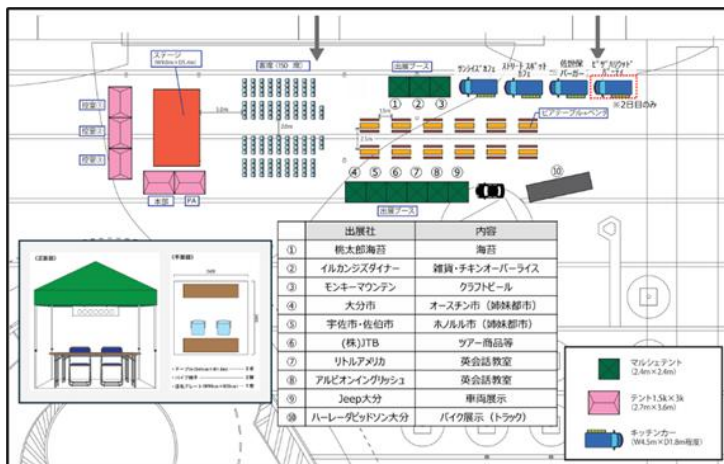 ステージ
客席（150 席）
出展ブース
サンライズカフェ
ストリート スポット
カフェ
佐世保
バーガー
※2日目のみ
控室①
控室②
控室③
①
②
③
ビアテーブル+ベンチ
本部
PA
④
⑤
⑥
⑦
⑧
⑨
⑩
出展ブース
出展社
内容
① 桃太郎海苔 海苔
② イルカンジズダイナー 雑貨・チキンオーバーライス
③ モンキーマウンテン クラフトビール
④ 大分市 オースチン市（姉妹都市）
⑤ 宇佐市・佐伯市 ホノルル市（姉妹都市）
⑥ (株)JTB ツアー商品等
⑦ リトルアメリカ 英会話教室
⑧ アルビオンイングリッシュ 英会話教室
⑨ Jeep大分 車両展示
⑩ ハーレーダビッドソン大分 バイク展示（トラック）
マルシェテント
(2.4m×2.4m)
テント1.5k×3k
(2.7m×3.6m)
キッチンカー
(W4.5m×D1.8m程度)